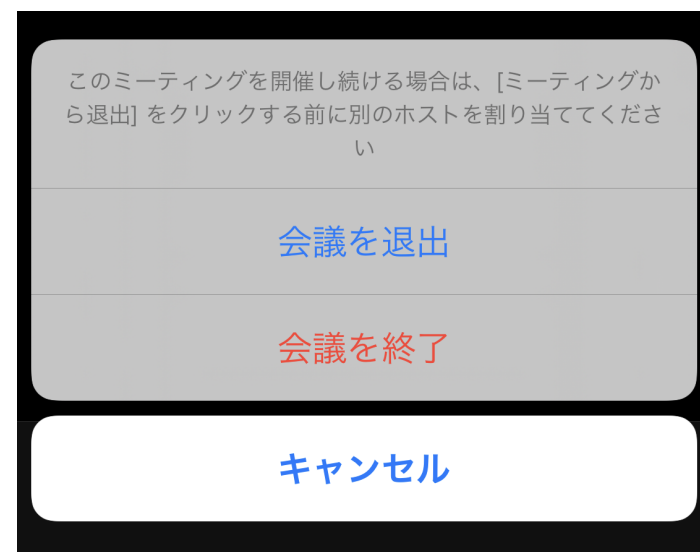 このミーティングを開催し続ける場合は、[ミーティングか
ら退出] をクリックする前に別のホストを割り当ててくださ
い
会議を退出
会議を終了
キャンセル